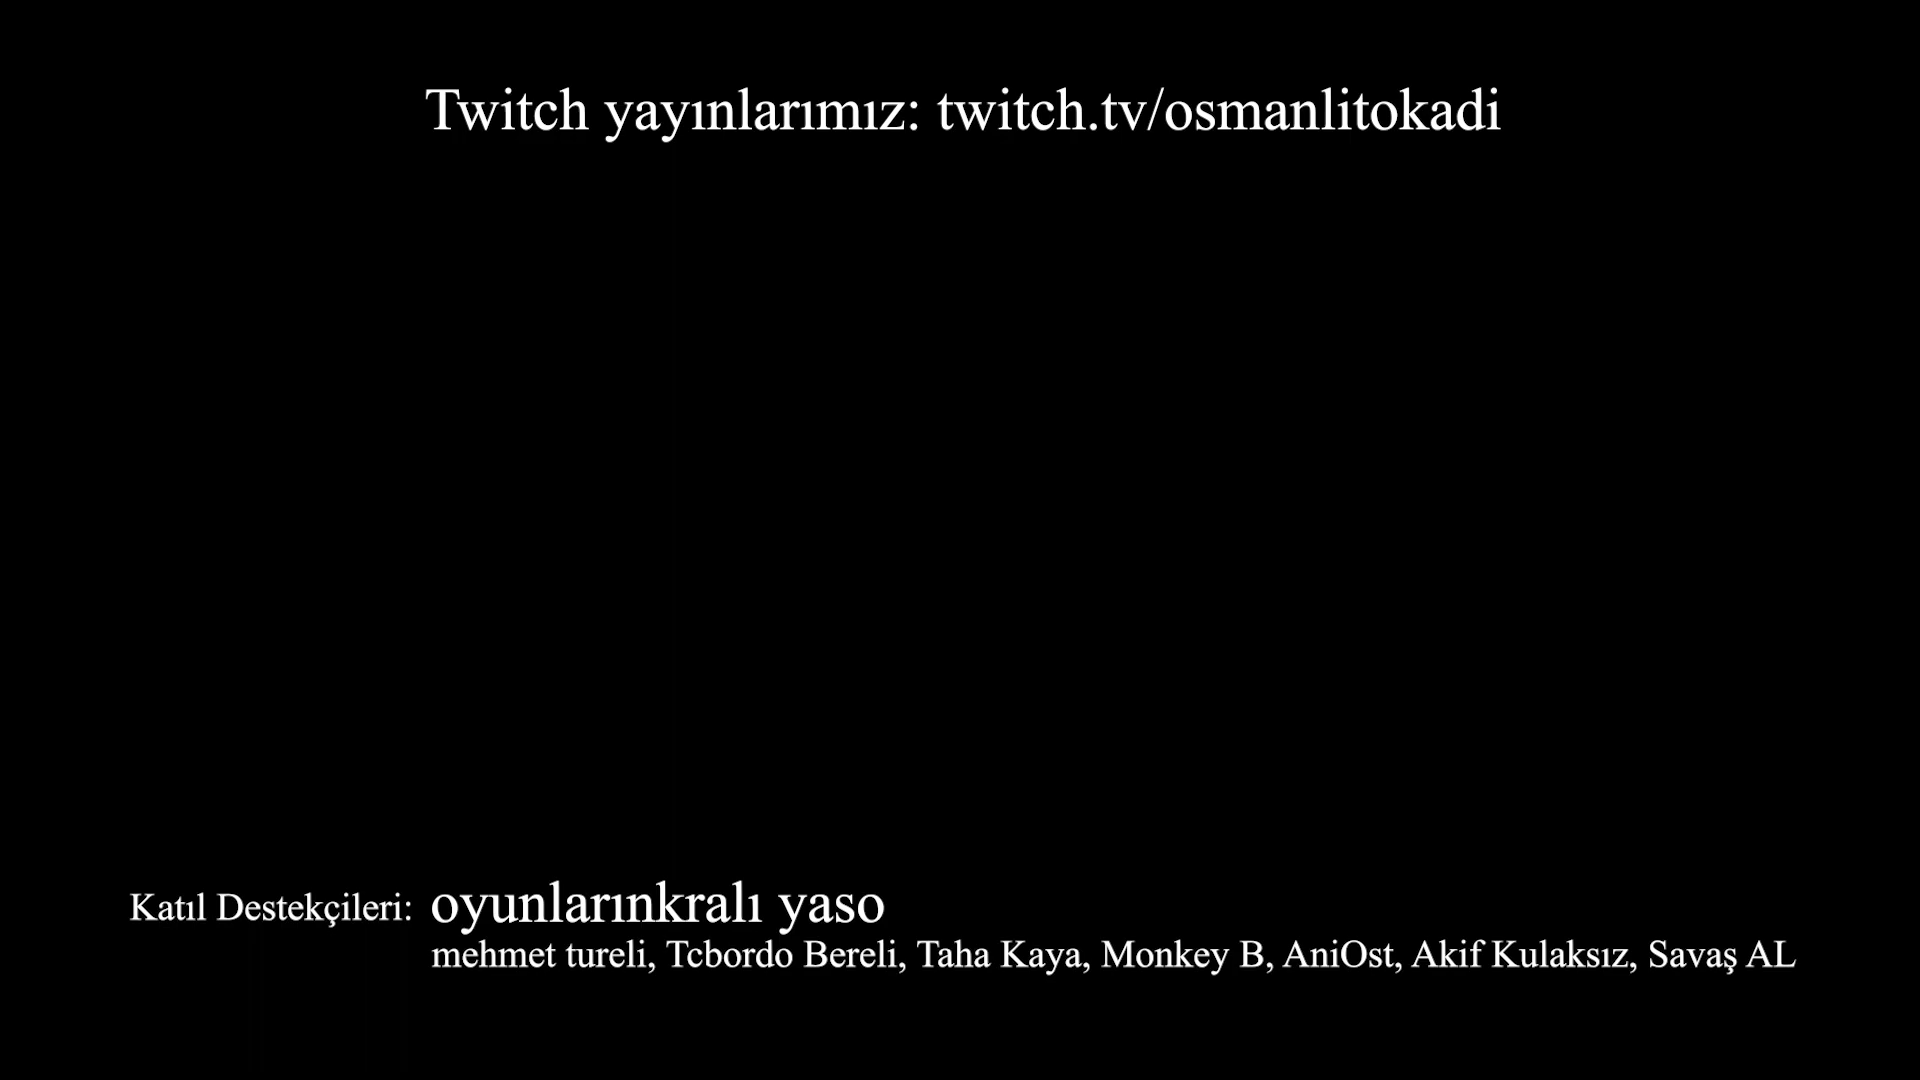 Twitch yayınlarımız: twitch.tv/osmanlitokadi
Katıl Destekçileri: oyunlarınkralı yaso
mehmet tureli, Tcbordo Bereli, Taha Kaya, Monkey B, AniOst, Akif Kulaksız, Savaş AL